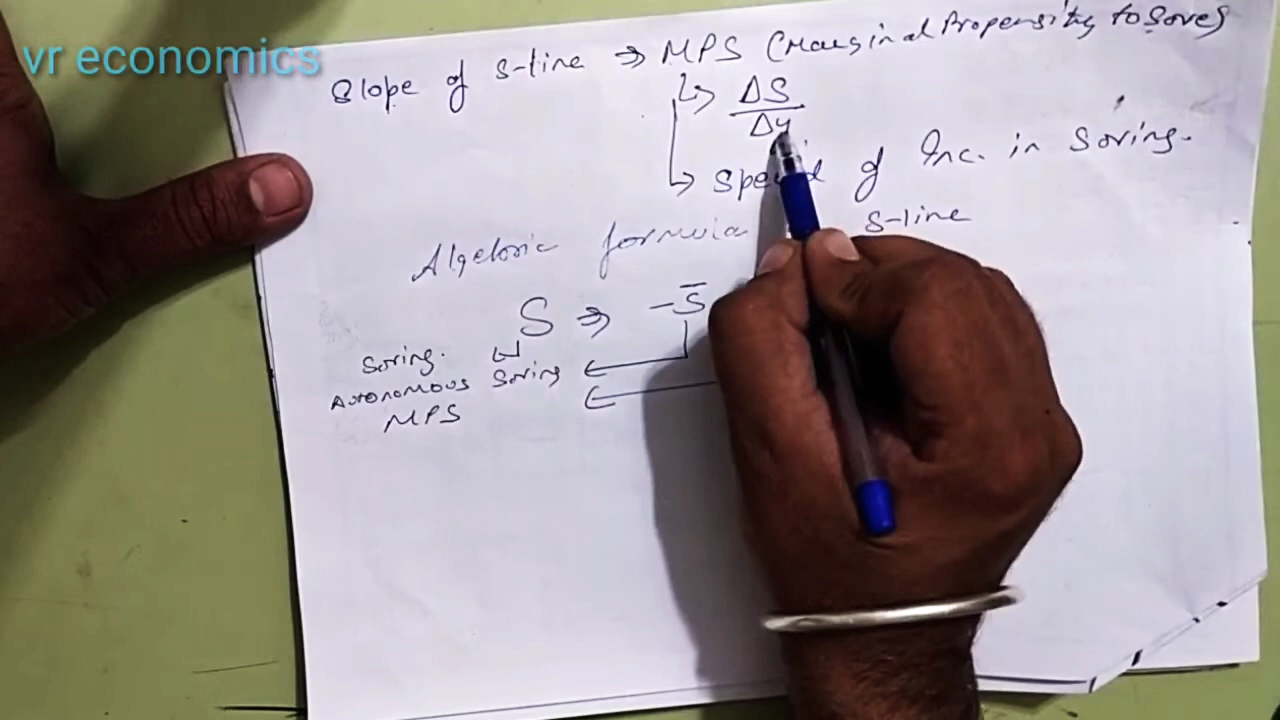 vr economics
Slope of S-line ⇒ MPS (Marginal Propensity to Save)
↳ ΔS
ΔY
↳ Speed of Inc. in Saving.
Algebric formula S-line
S ⇒ -S̅
Saving. ↵
Autonomous Saving ←
MPS ←